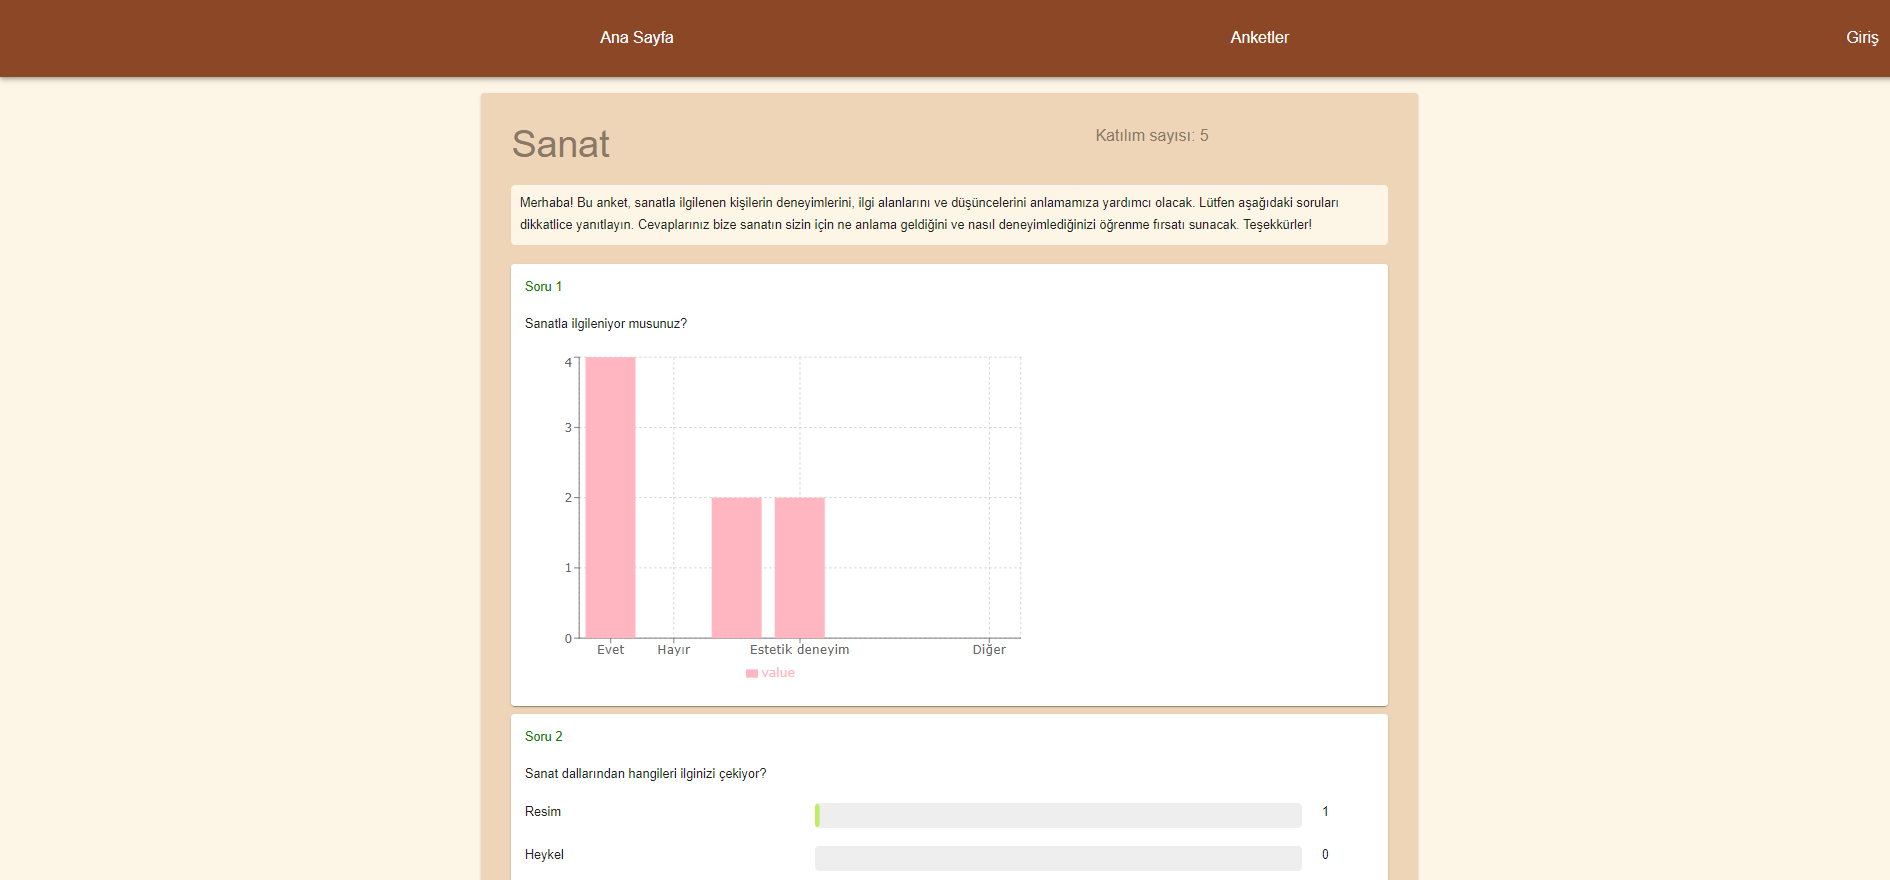 Ana Sayfa
Anketler
Giriş
Sanat
Katılım sayısı: 5
Merhaba! Bu anket, sanatla ilgilenen kişilerin deneyimlerini, ilgi alanlarını ve düşüncelerini anlamamıza yardımcı olacak. Lütfen aşağıdaki soruları
dikkatlice yanıtlayın. Cevaplarınız bize sanatın sizin için ne anlama geldiğini ve nasıl deneyimlediğinizi öğrenme fırsatı sunacak. Teşekkürler!
Soru 1
Sanatla ilgileniyor musunuz?
4
3
2
1
0
Evet
Hayır
Estetik deneyim
Diğer
value
Soru 2
Sanat dallarından hangileri ilginizi çekiyor?
Resim
1
Heykel
0